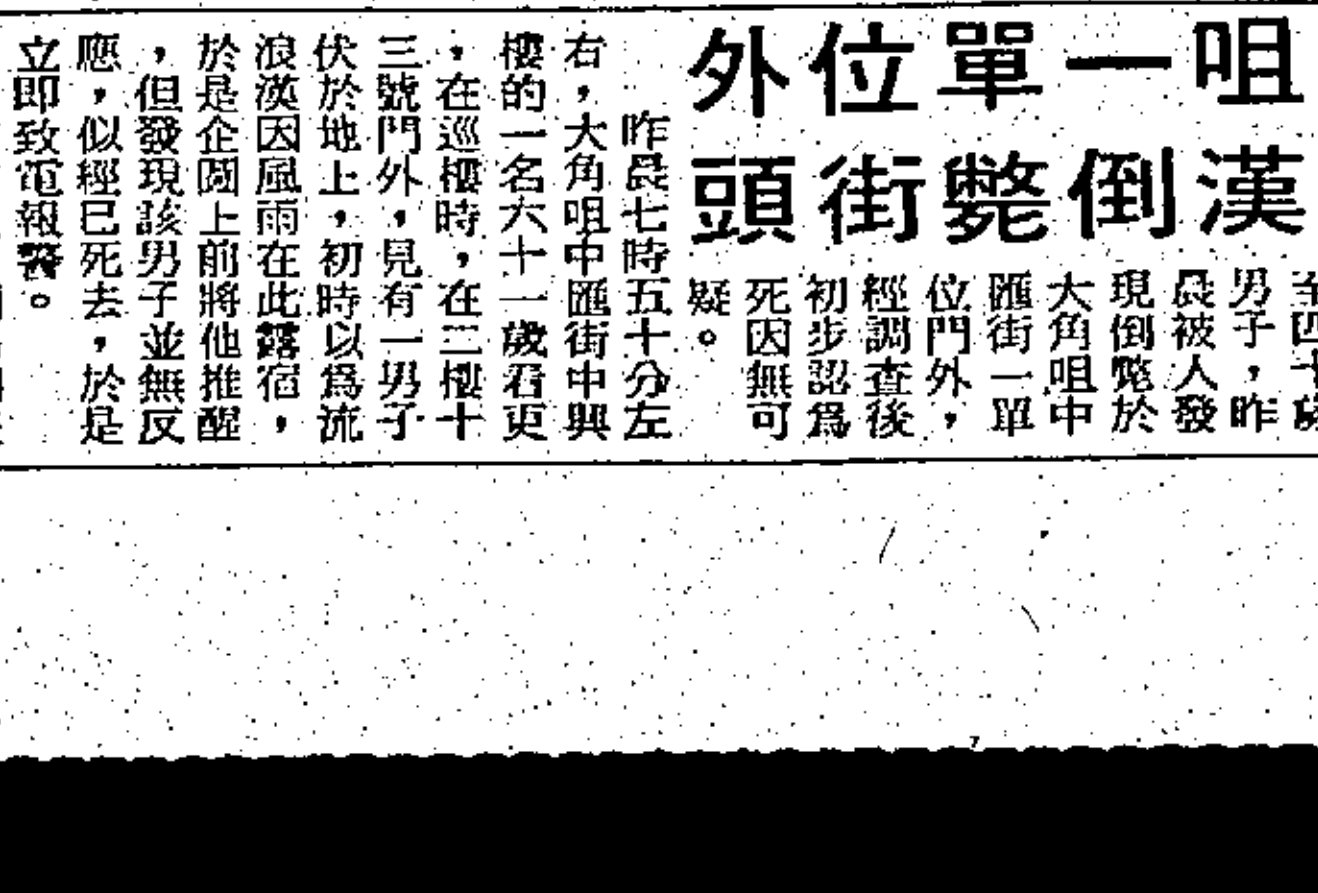 咀一單位外
漢倒斃街頭
至四十歲
男子，昨
晨被人發
現倒斃於
大角咀中
匯街一單
位門外，
經調查後
初步認爲
死因無可
疑。
昨晨七時五十分左
右，大角咀中匯街中興
樓的一名六十一歲看更
，在巡樓時，在二樓十
三號門外，見有一男子
伏於地上，初時以爲流
浪漢因風雨在此露宿，
於是企圖上前將他推醒
，但發現該男子並無反
應，似經已死去，於是
立即致電報警。